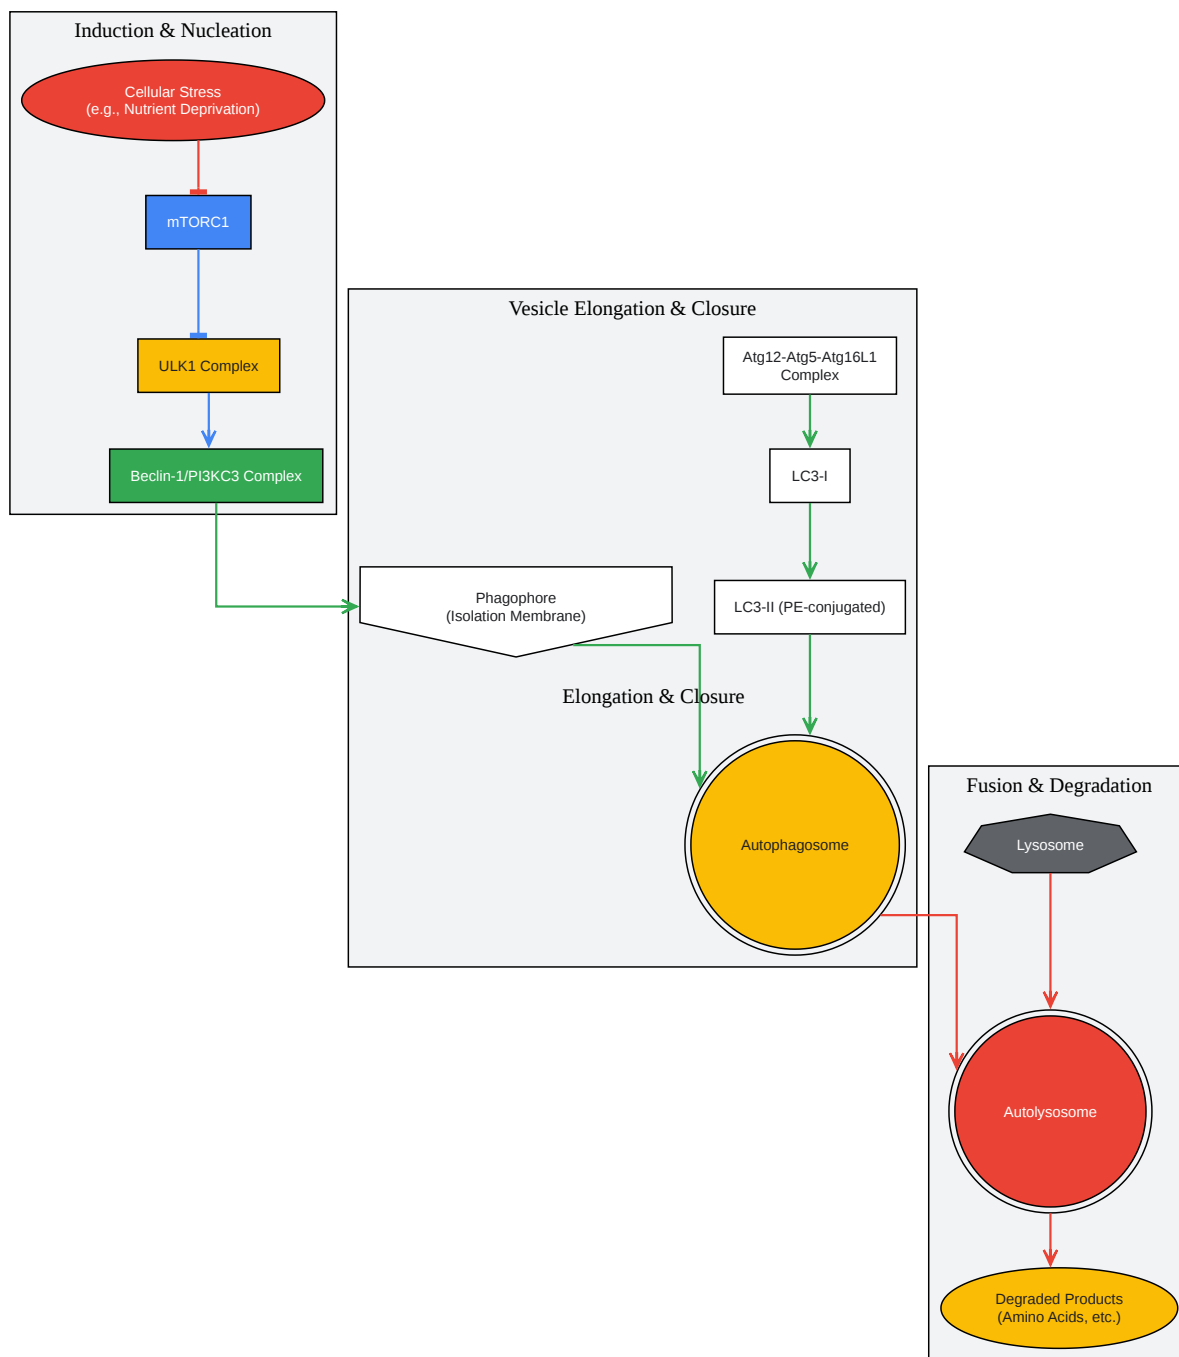 Induction & Nucleation
Cellular Stress
(e.g., Nutrient Deprivation)
mTORC1
ULK1 Complex
Beclin-1/PI3KC3 Complex
Vesicle Elongation & Closure
Atg12-Atg5-Atg16L1
Complex
LC3-I
Phagophore
(Isolation Membrane)
LC3-II (PE-conjugated)
Elongation & Closure
Autophagosome
Fusion & Degradation
Lysosome
Autolysosome
Degraded Products
(Amino Acids, etc.)